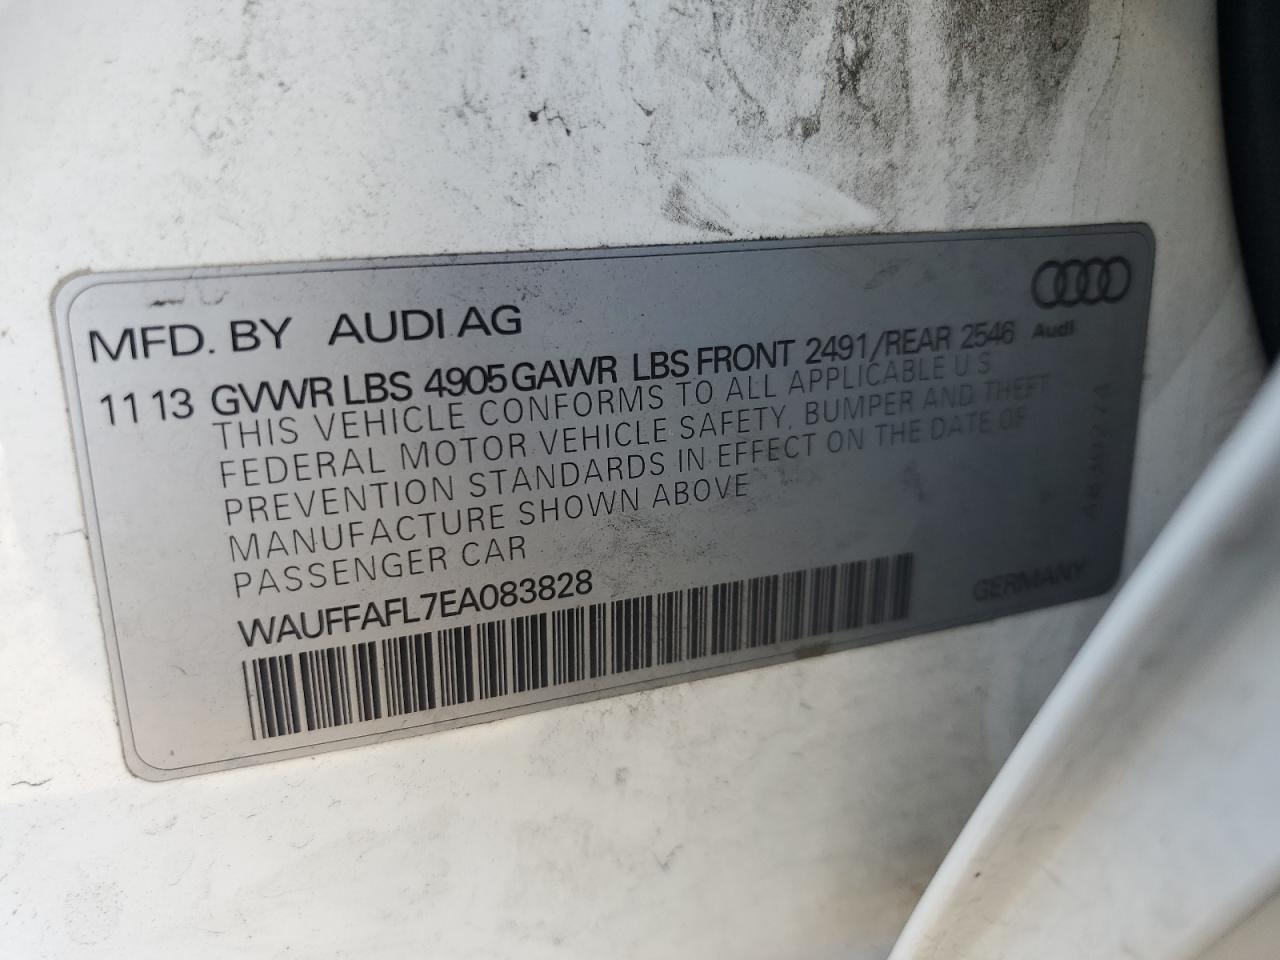 MFD. BY AUDI AG
Audi
11 13 GVWR LBS 4905 GAWR LBS FRONT 2491/REAR 2546
THIS VEHICLE CONFORMS TO ALL APPLICABLE U S
FEDERAL MOTOR VEHICLE SAFETY, BUMPER AND THEFT
PREVENTION STANDARDS IN EFFECT ON THE DATE OF
MANUFACTURE SHOWN ABOVE
PASSENGER CAR
WAUFFAFL7EA083828
GERMANY